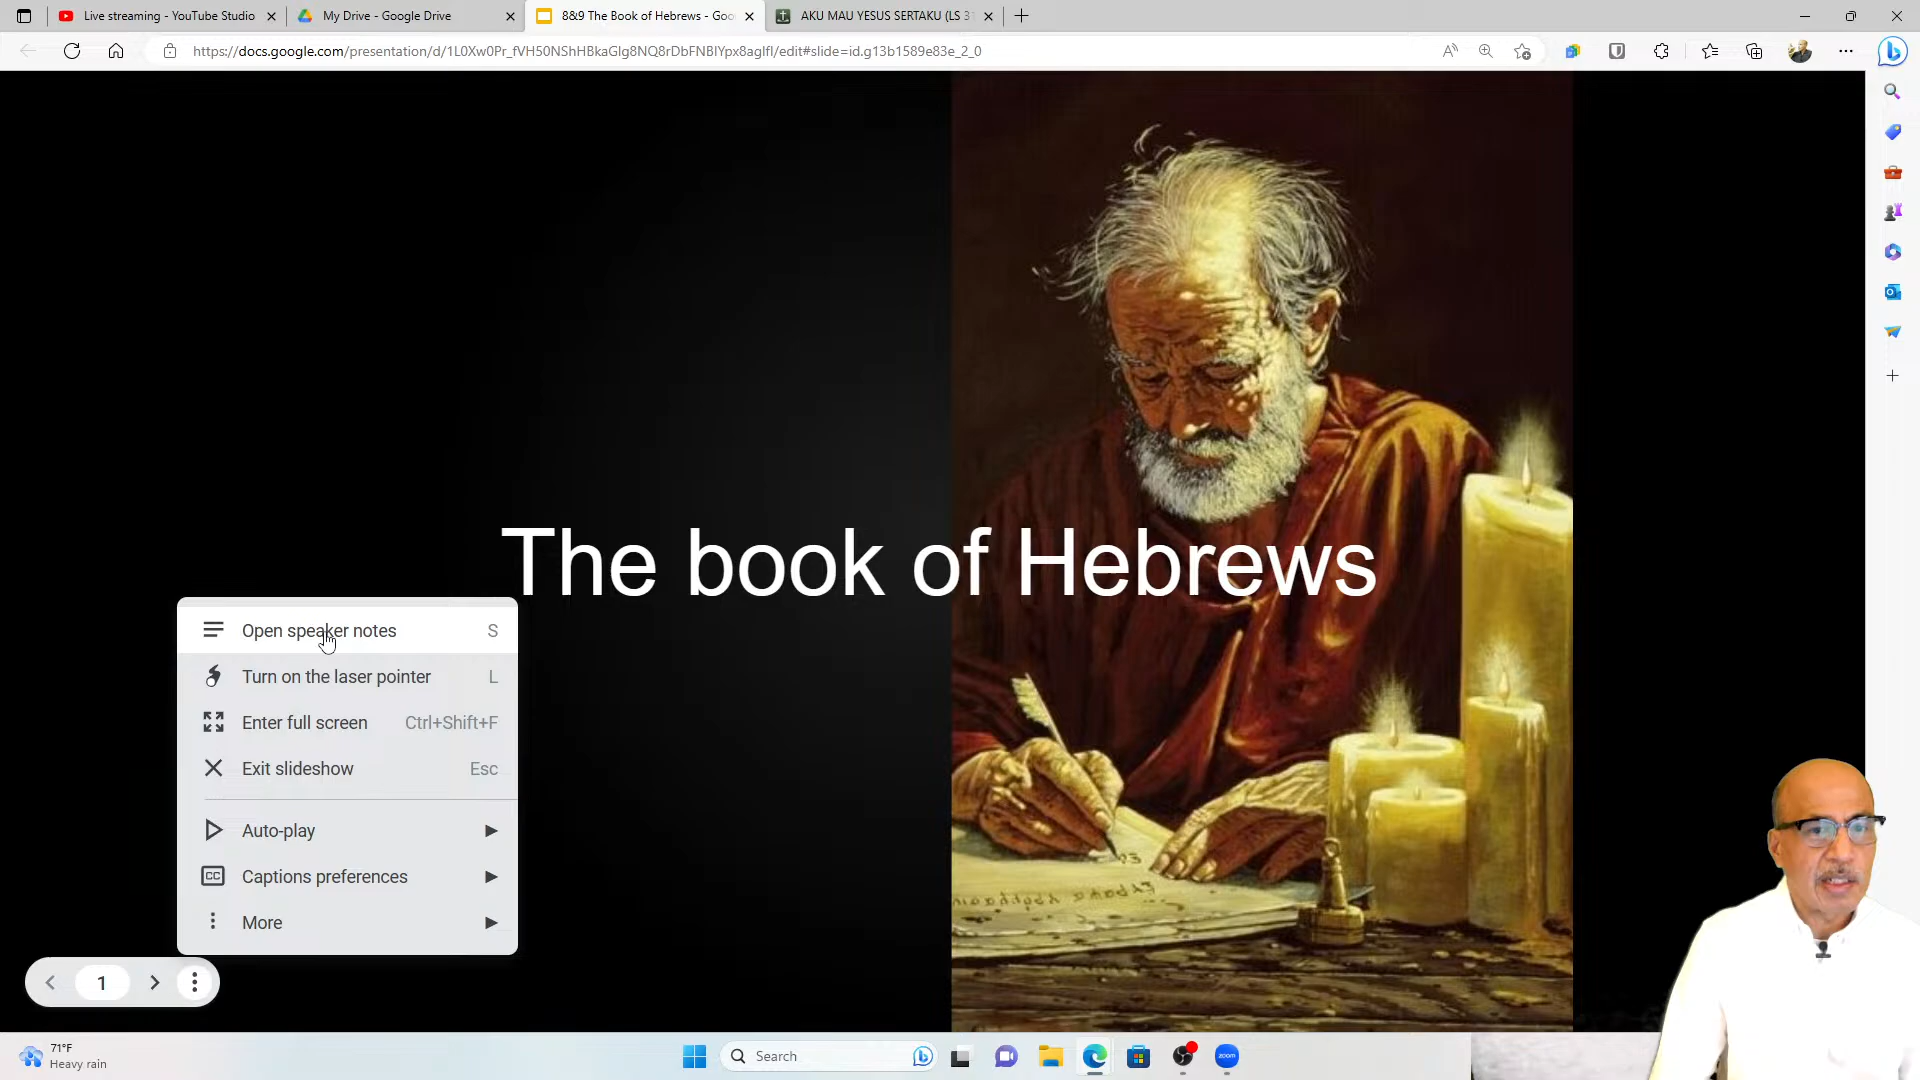 Live streaming - YouTube Studio
My Drive - Google Drive
8&9 The Book of Hebrews - Goo
AKU MAU YESUS SERTAKU (LS 3
https://docs.google.com/presentation/d/1L0Xw0Pr_fVH50NShHBkaGlg8NQ8rDbFNBlYpx8aglfI/edit#slide=id.g13b1589e83e_2_0
The book of Hebrews
Open speaker notes S
Turn on the laser pointer L
Enter full screen Ctrl+Shift+F
Exit slideshow Esc
Auto-play
CC Captions preferences
More
1
71°F
Heavy rain
Search
zoom